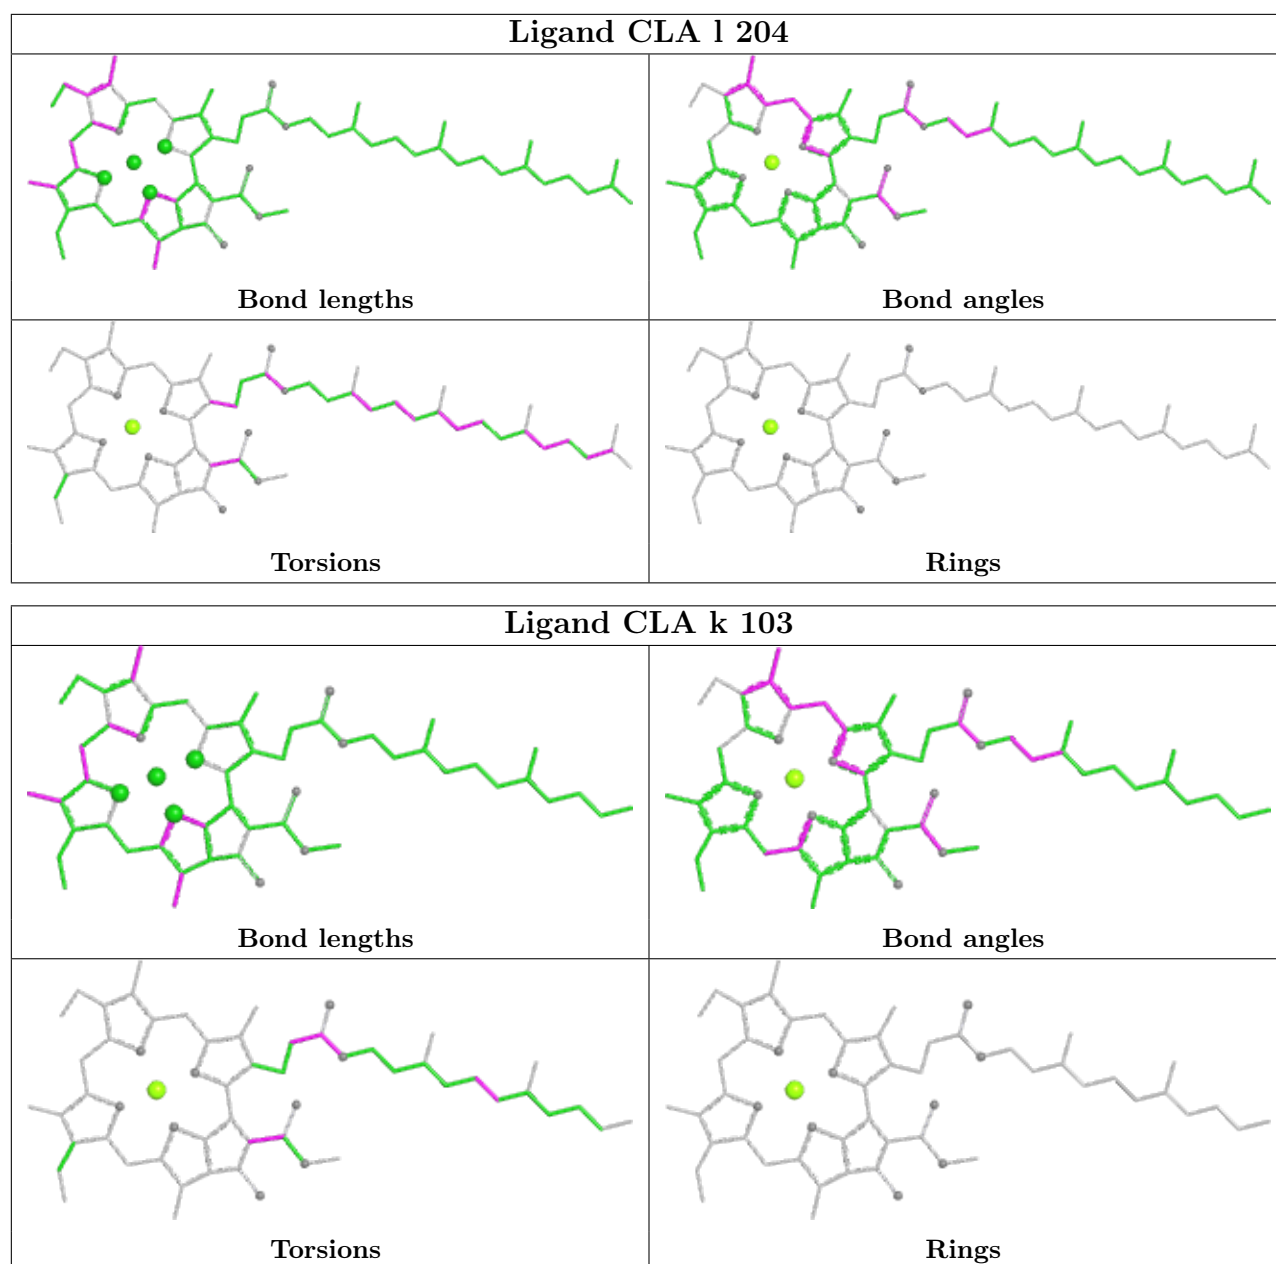 Ligand CLA l 204
Bond lengths
Bond angles
Torsions
Rings
Ligand CLA k 103
Bond lengths
Bond angles
Torsions
Rings